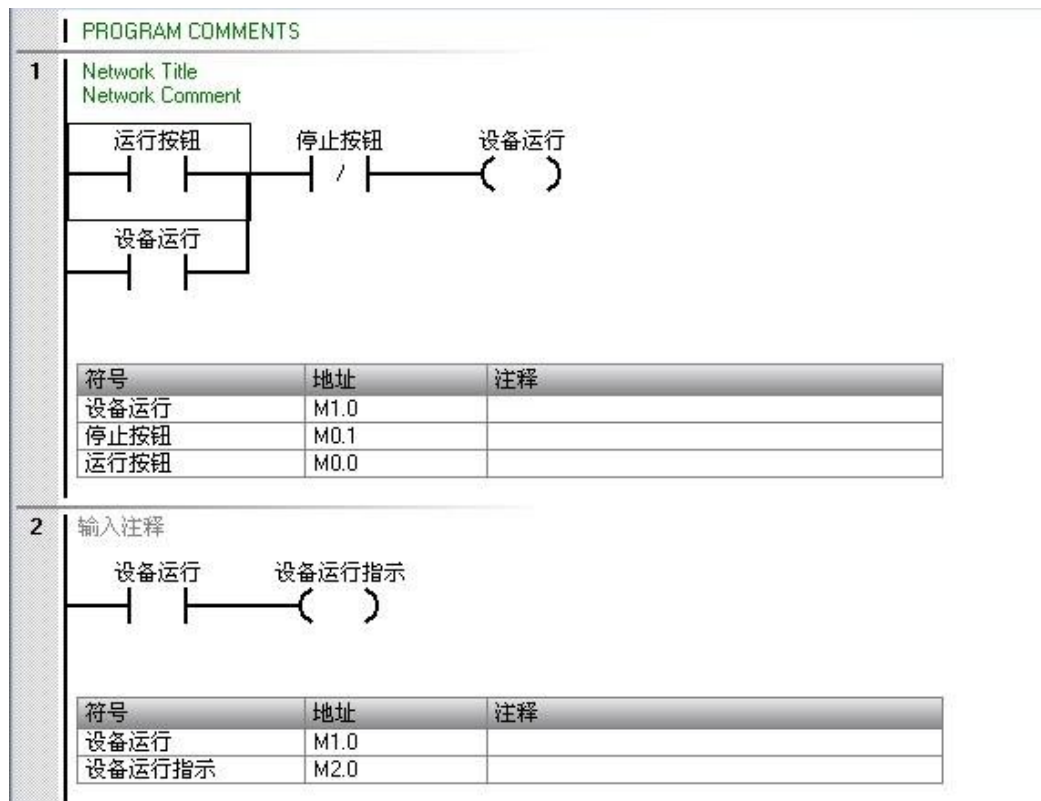 PROGRAM COMMENTS
1
Network Title
Network Comment
运行按钮 停止按钮 设备运行
/
设备运行
符号 地址 注释
设备运行 M1.0
停止按钮 M0.1
运行按钮 M0.0
2 输入注释
设备运行 设备运行指示
符号 地址 注释
设备运行 M1.0
设备运行指示 M2.0